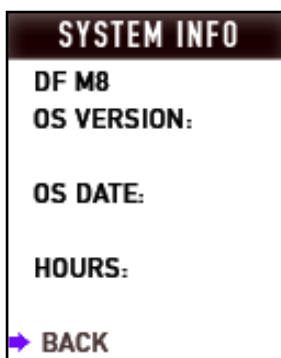 SYSTEM INFO
DF M8
OS VERSION:
OS DATE:
HOURS:
BACK